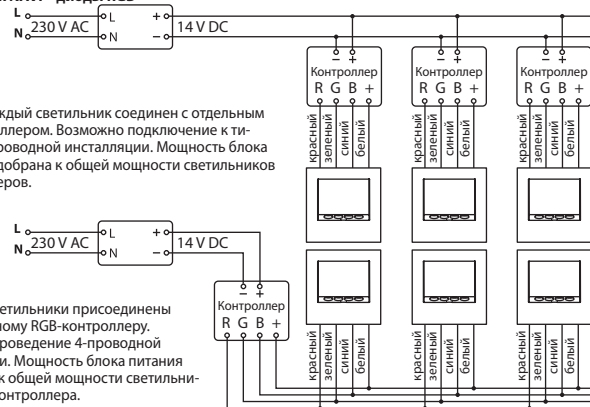 L
230 V AC
N
L
N
+
–
14 V DC
– +
Контроллер
R G B +
красный
зеленый
синий
белый
– +
Контроллер
R G B +
красный
зеленый
синий
белый
– +
Контроллер
R G B +
красный
зеленый
синий
белый
ждый светильник соединен с отдельным
ллером. Возможно подключение к ти-
роводной инсталляции. Мощность блока
добрана к общей мощности светильников
еров.
L
230 V AC
N
L
N
+
–
14 V DC
– +
Контроллер
R G B +
етильники присоединены
ному RGB-контроллеру.
роведение 4-проводной
и. Мощность блока питания
к общей мощности светильни-
онтроллера.
красный
зеленый
синий
белый
красный
зеленый
синий
белый
красный
зеленый
синий
белый